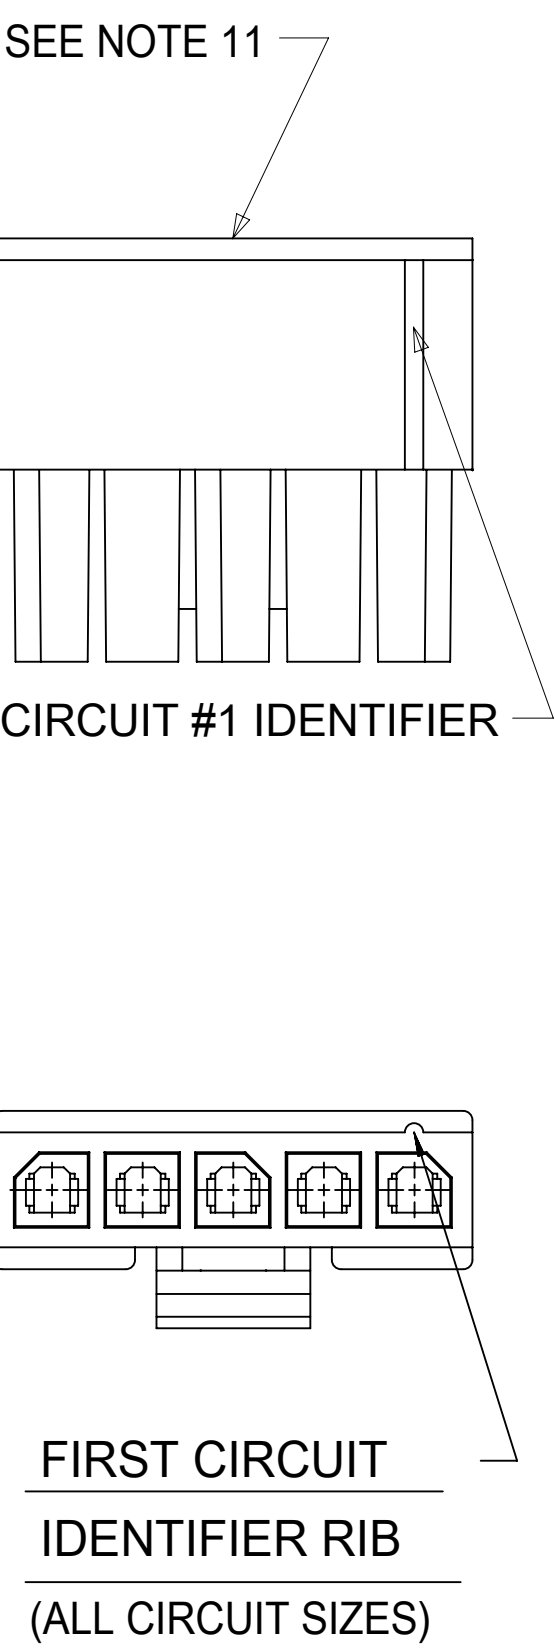 SEE NOTE 11
CIRCUIT #1 IDENTIFIER
FIRST CIRCUIT
IDENTIFIER RIB
(ALL CIRCUIT SIZES)